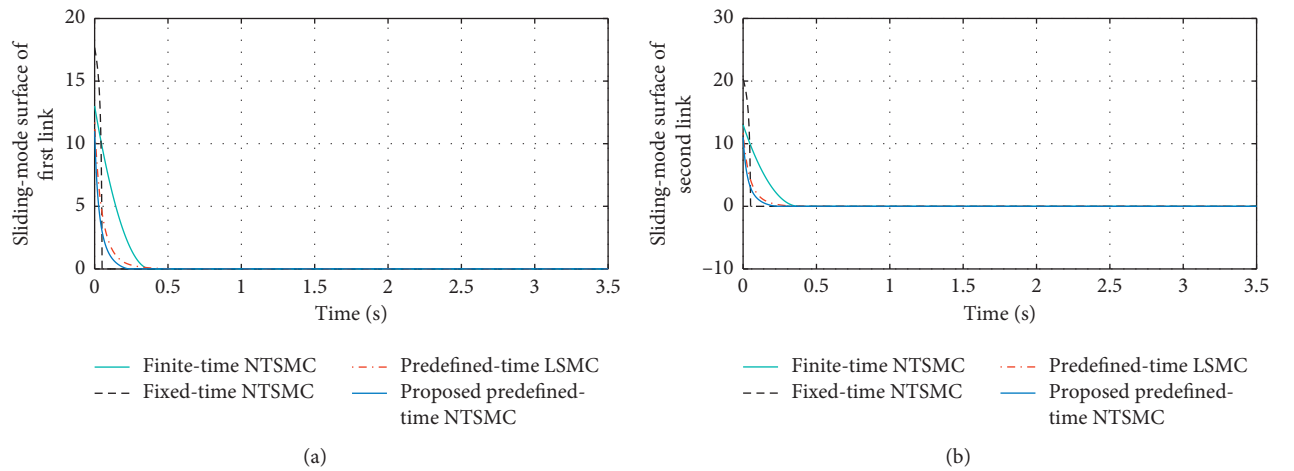 20
15
10
5
0
Sliding-mode surface of
first link
0
0.5
1
1.5
2
2.5
3
3.5
Time (s)
Finite-time NTSMC
Fixed-time NTSMC
Predefined-time LSMC
Proposed predefined-
time NTSMC
(a)
30
20
10
0
–10
Sliding-mode surface of
second link
0
0.5
1
1.5
2
2.5
3
3.5
Time (s)
Finite-time NTSMC
Fixed-time NTSMC
Predefined-time LSMC
Proposed predefined-
time NTSMC
(b)